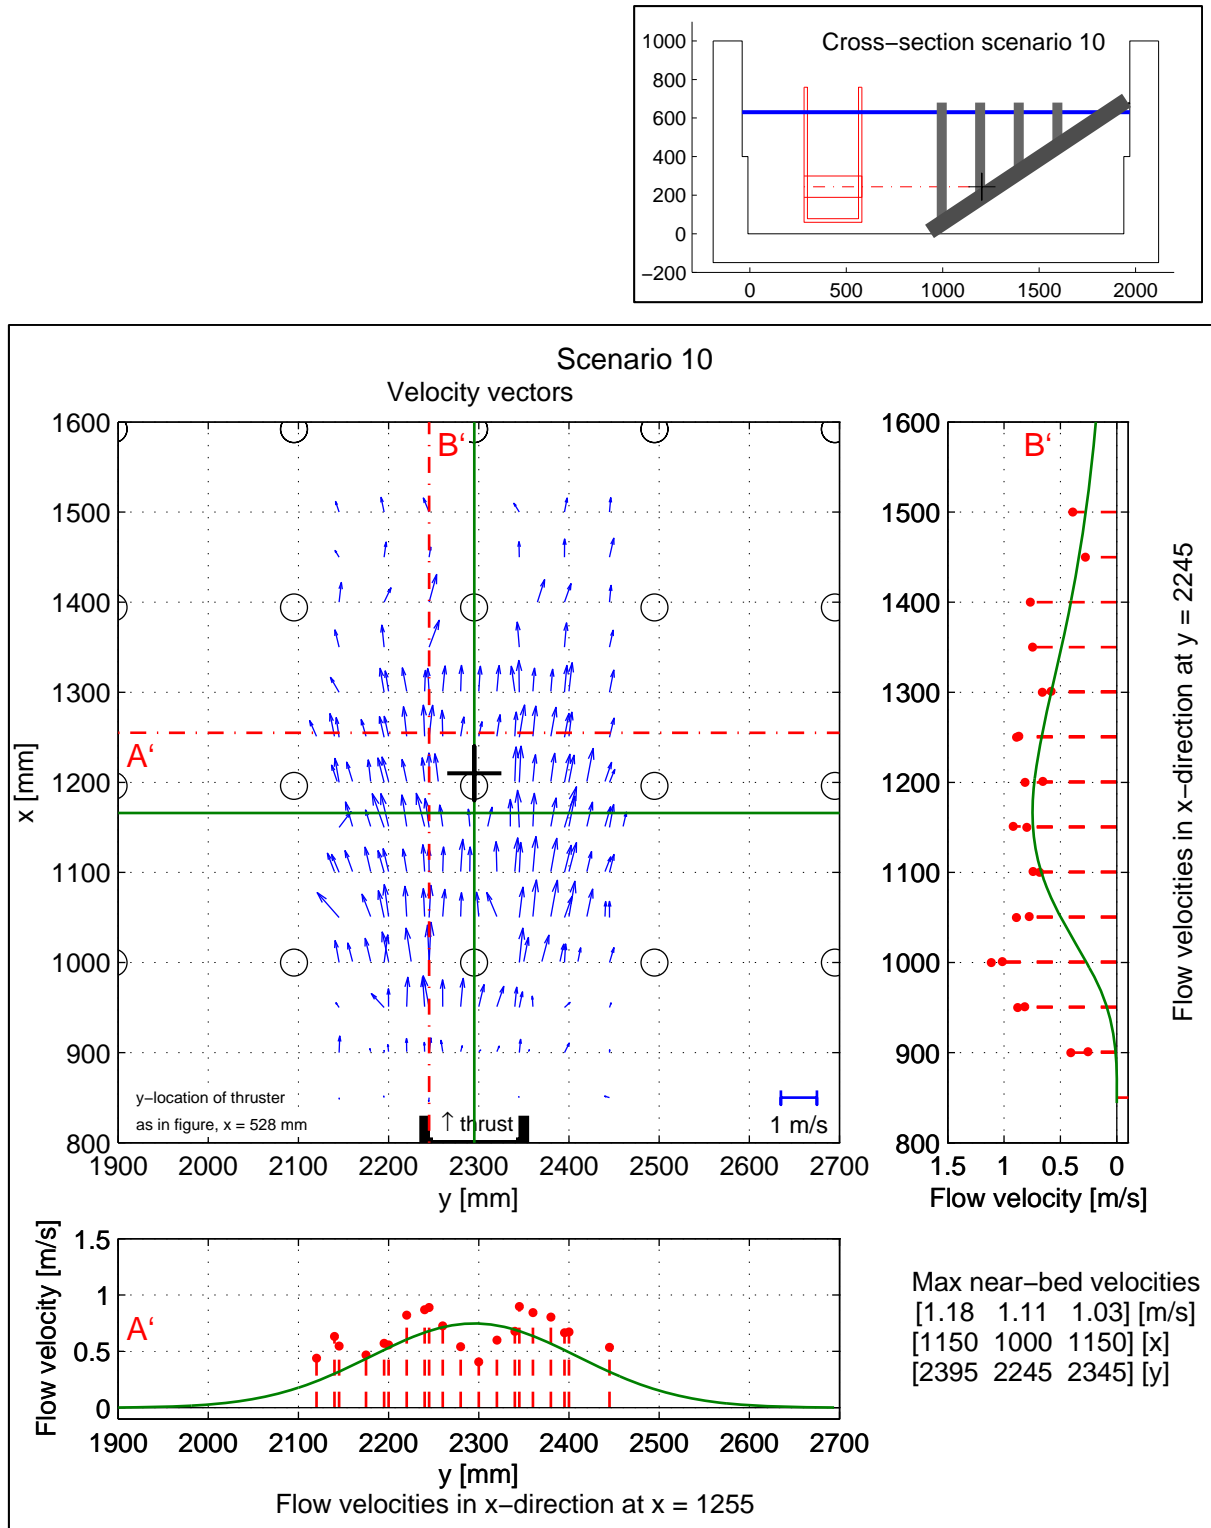 Cross−section scenario 10
1000
800
600
400
200
0
−200
0 500 1000 1500 2000
Scenario 10
Velocity vectors
B‘
A‘
x [mm]
1600
1500
1400
1300
1200
1100
1000
900
800
y−location of thruster
as in figure, x = 528 mm
↑ thrust
1 m/s
1900 2000 2100 2200 2300 2400 2500 2600 2700
y [mm]
B‘
1600
1500
1400
1300
1200
1100
1000
900
800
1.5 1 0.5 0
Flow velocity [m/s]
Flow velocities in x−direction at y = 2245
Flow velocity [m/s]
1.5
1
0.5
0
A‘
1900 2000 2100 2200 2300 2400 2500 2600 2700
y [mm]
Flow velocities in x−direction at x = 1255
Max near−bed velocities
[1.18 1.11 1.03] [m/s]
[1150 1000 1150] [x]
[2395 2245 2345] [y]